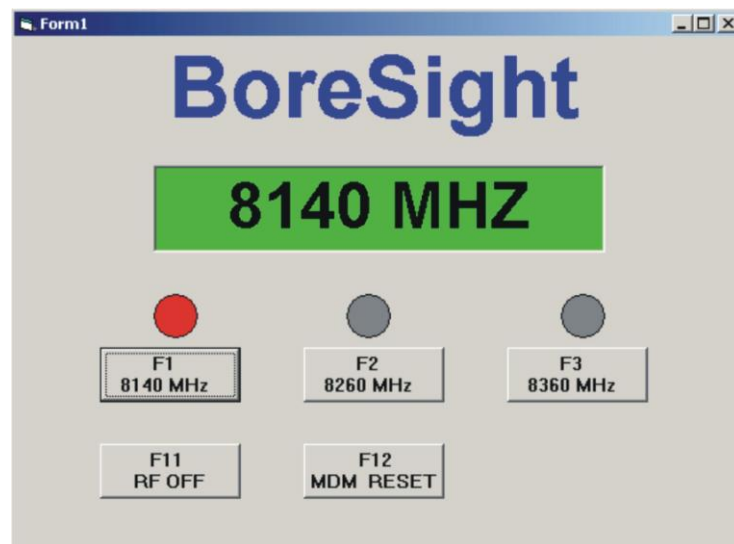 Form1
BoreSight
8140 MHZ
F1
8140 MHz
F2
8260 MHz
F3
8360 MHz
F11
RF OFF
F12
MDM RESET